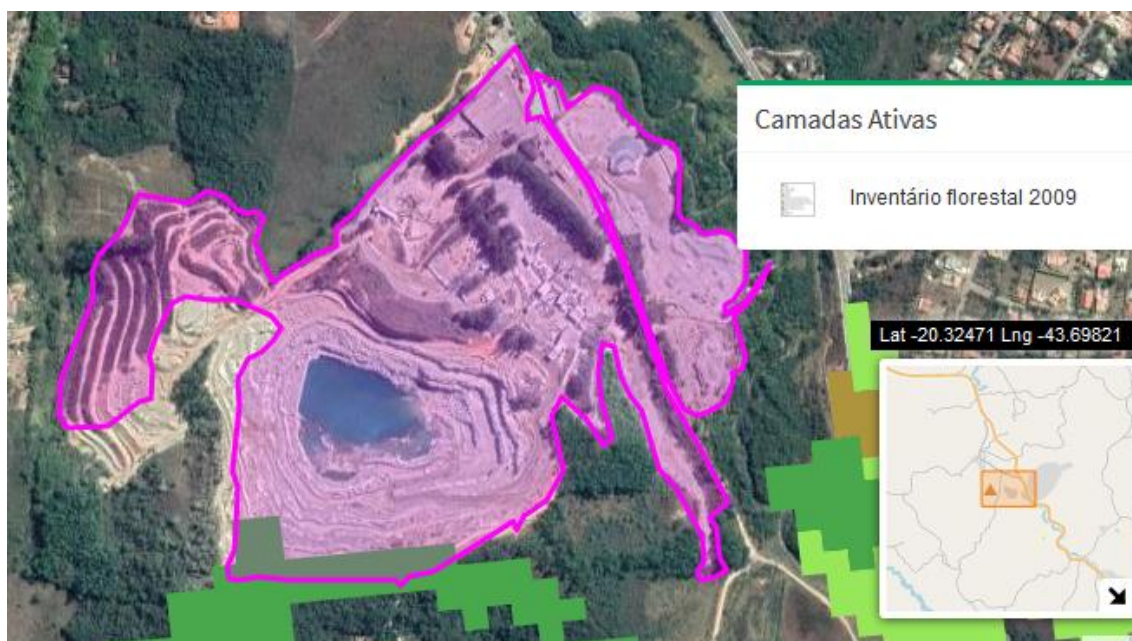 Camadas Ativas
Inventário florestal 2009
Lat -20.32471 Lng -43.69821